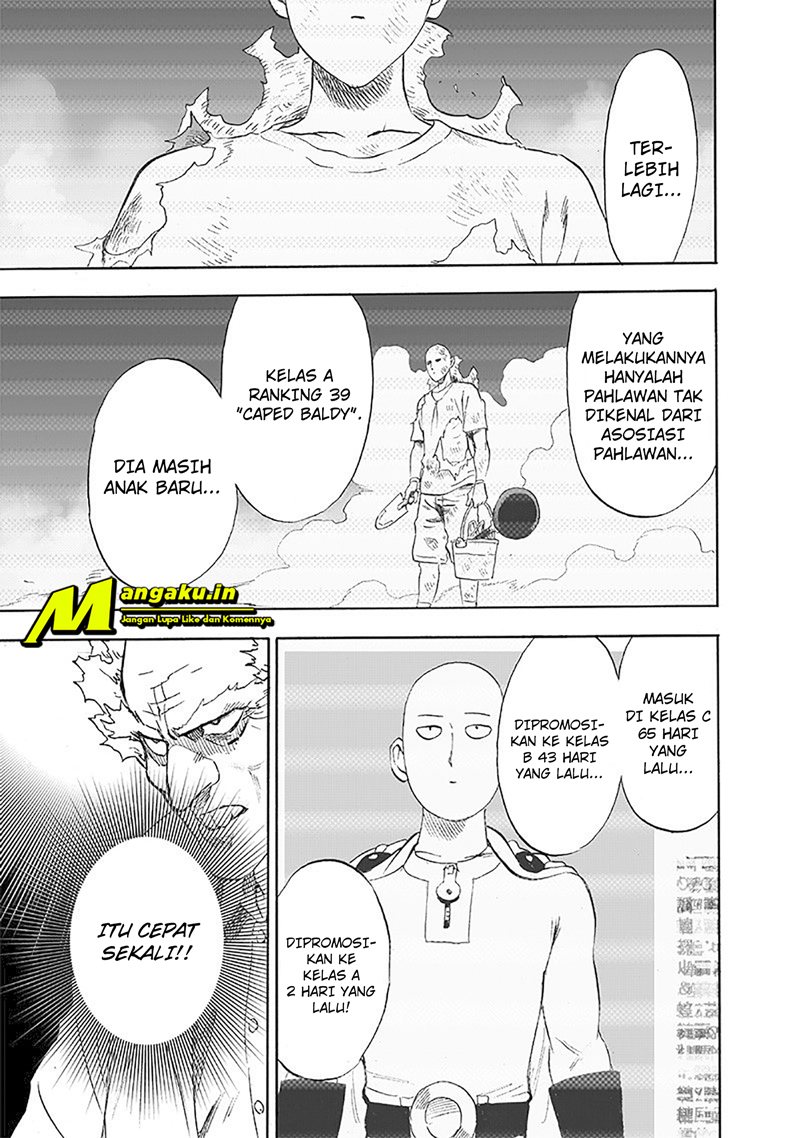 TER-
LEBIH
LAGI...
YANG
MELAKUKANNYA
HANYALAH
PAHLAWAN TAK
DIKENAL DARI
ASOSIASI
PAHLAWAN...
KELAS A
RANKING 39
"CAPED BALDY".
DIA MASIH
ANAK BARU...
Mangaku.in
Jangan Lupa Like dan Komennya
MASUK
DI KELAS C
65 HARI
YANG
LALU...
DIPROMOSI-
KAN KE KELAS
B 43 HARI
YANG LALU...
DIPROMOSI-
KAN KE
KELAS A
2 HARI YANG
LALU!
ITU CEPAT
SEKALI!!